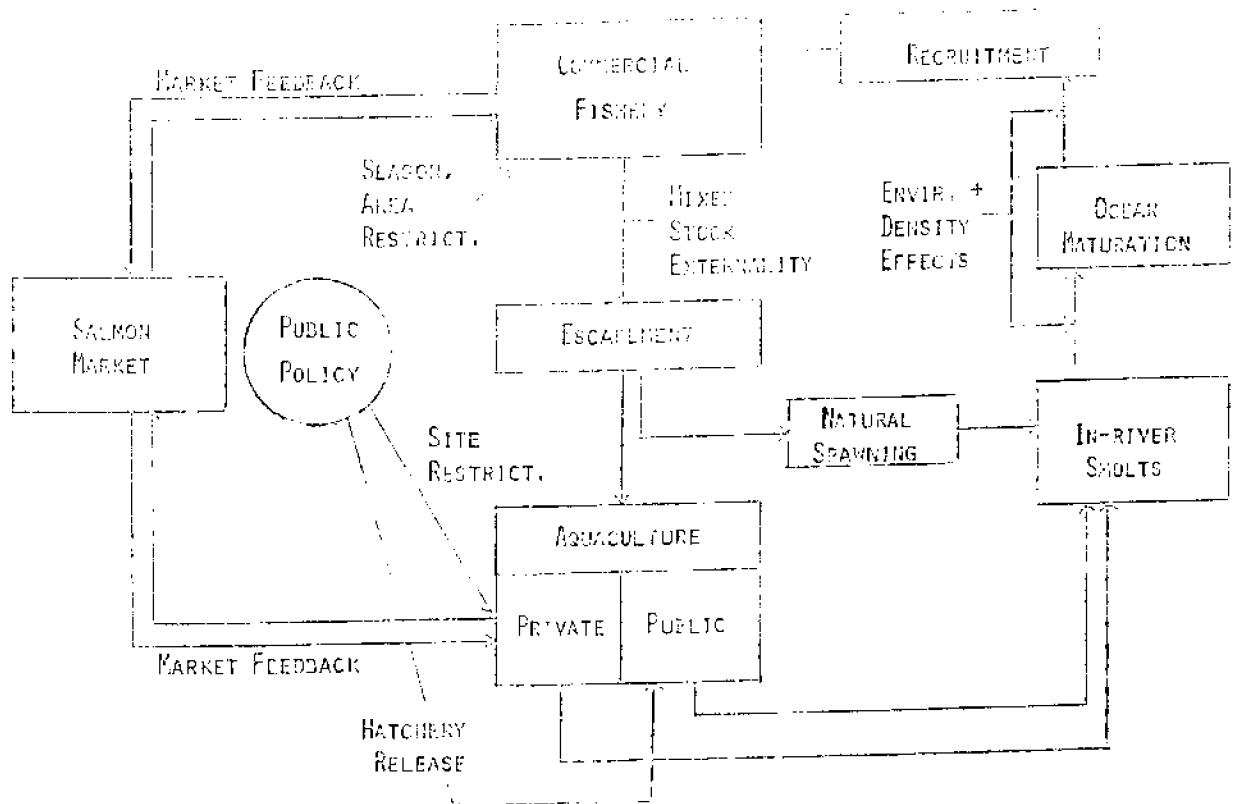 COMMERCIAL
FISHERY
RECRUITMENT
MARKET FEEDBACK
SEASON,
AREA
RESTRICT.
MIXED
STOCK
EXTERNALITY
ENVIR. +
DENSITY
EFFECTS
OCEAN
MATURATION
SALMON
MARKET
PUBLIC
POLICY
ESCAPEMENT
NATURAL
SPAWNING
IN-RIVER
SMOLTS
SITE
RESTRICT.
AQUACULTURE
PRIVATE
PUBLIC
MARKET FEEDBACK
HATCHERY
RELEASE